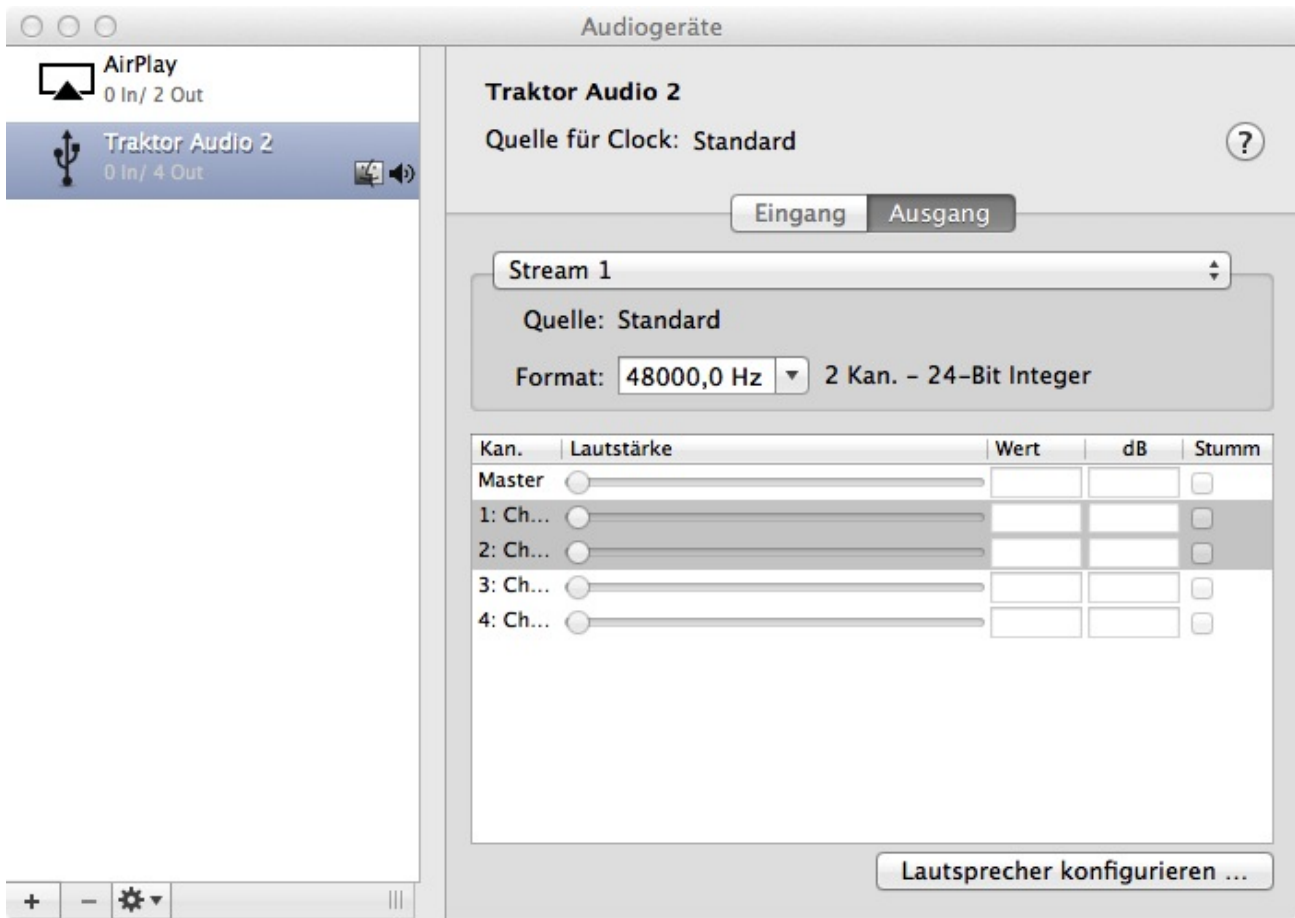 Audiogeräte
AirPlay
0 In/ 2 Out
Traktor Audio 2
0 In/ 4 Out
Traktor Audio 2
Quelle für Clock: Standard
?
Eingang Ausgang
Stream 1
Quelle: Standard
Format: 48000,0 Hz 2 Kan. – 24-Bit Integer
Kan. Lautstärke Wert dB Stumm
Master
1: Ch...
2: Ch...
3: Ch...
4: Ch...
Lautsprecher konfigurieren ...
+ −